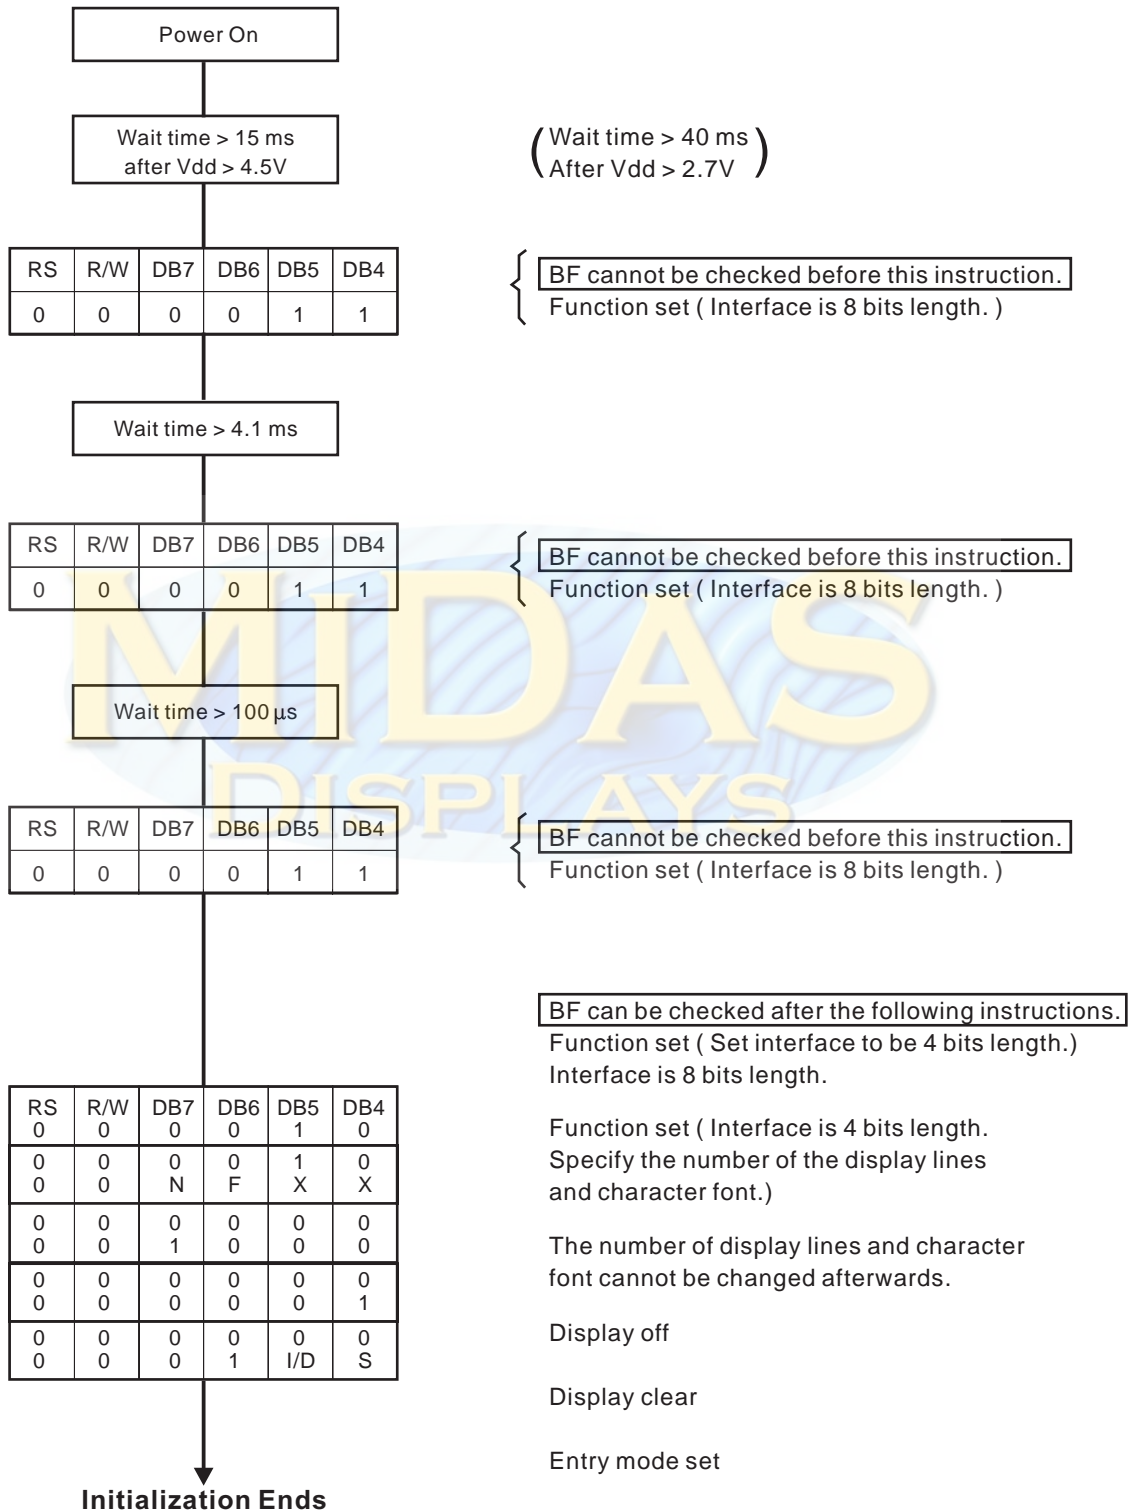 Power On
Wait time > 15 ms
after Vdd > 4.5V
(Wait time > 40 ms
After Vdd > 2.7V)
RS R/W DB7 DB6 DB5 DB4
0 0 0 0 1 1
BF cannot be checked before this instruction.
Function set ( Interface is 8 bits length. )
Wait time > 4.1 ms
RS R/W DB7 DB6 DB5 DB4
0 0 0 0 1 1
BF cannot be checked before this instruction.
Function set ( Interface is 8 bits length. )
MIDAS
DISPLAYS
Wait time > 100 µs
RS R/W DB7 DB6 DB5 DB4
0 0 0 0 1 1
BF cannot be checked before this instruction.
Function set ( Interface is 8 bits length. )
BF can be checked after the following instructions.
Function set ( Set interface to be 4 bits length.)
Interface is 8 bits length.
RS R/W DB7 DB6 DB5 DB4
0 0 0 0 1 0
0 0 0 0 1 0
0 0 N F X X
0 0 0 0 0 0
0 0 1 0 0 0
0 0 0 0 0 0
0 0 0 0 0 1
0 0 0 0 0 0
0 0 0 1 I/D S
Function set ( Interface is 4 bits length.
Specify the number of the display lines
and character font.)
The number of display lines and character
font cannot be changed afterwards.
Display off
Display clear
Entry mode set
Initialization Ends